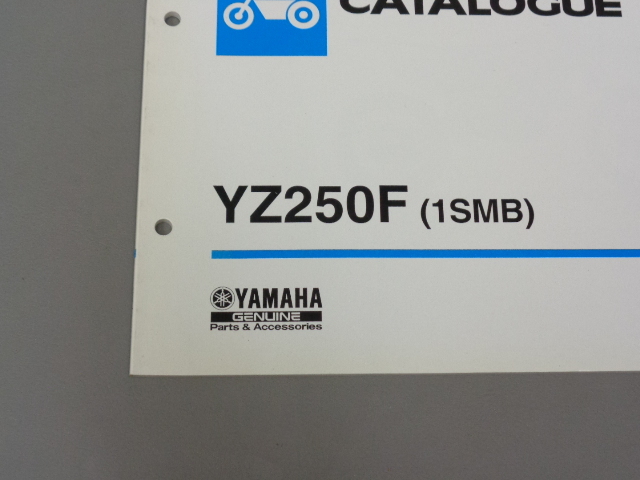 CATALOGUE
YZ250F (1SMB)
YAMAHA
GENUINE
Parts & Accessories